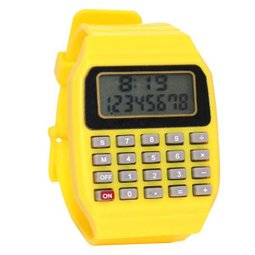 8:19
12345678
S 7 8 9 ÷
M 4 5 6 ×
OFF 1 2 3 −
ON 0 . = +